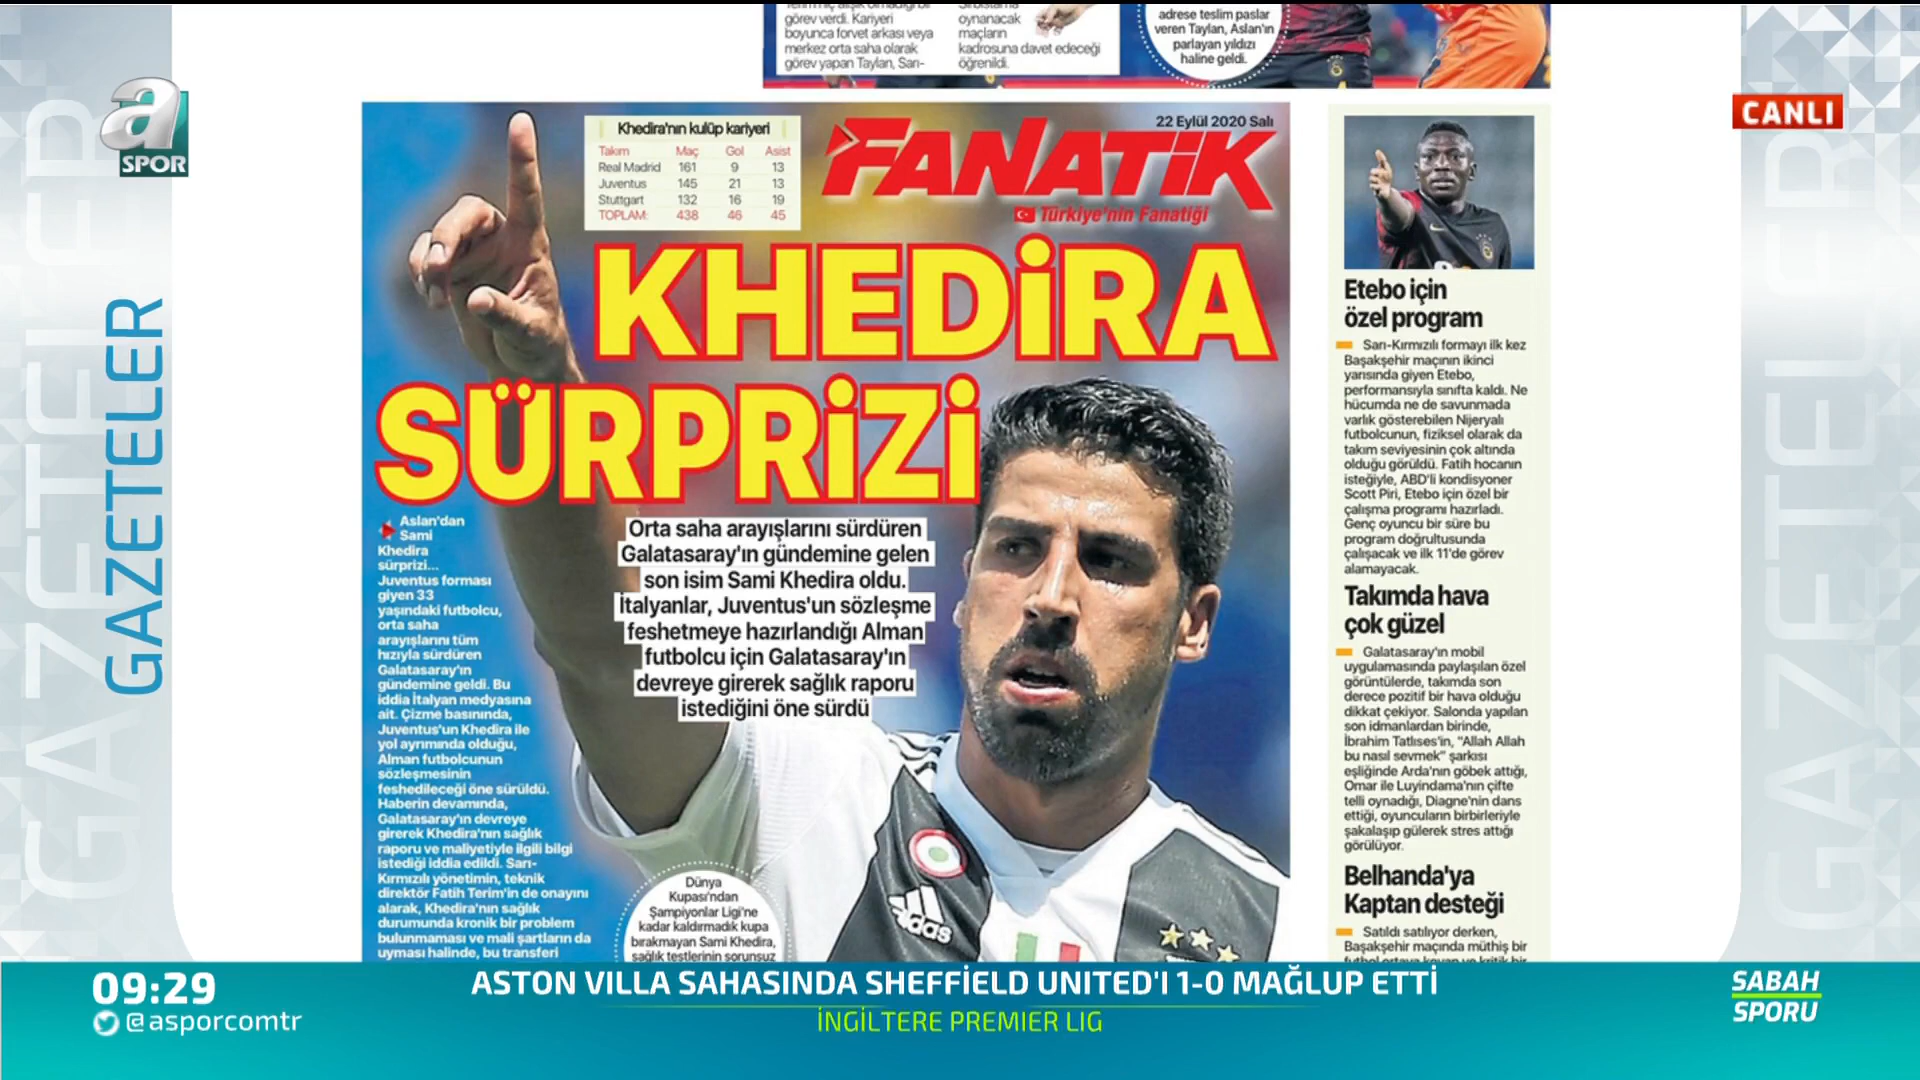 görev verdi. Kariyeri
boyunca forvet arkası veya
merkez orta saha olarak
görev yapan Taylan, Sarı-
oynanacak
maçların
kadrosuna davet edeceği
öğrenildi.
adrese teslim paslar
veren Taylan, Aslan'ın
parlayan yıldızı
haline geldi.
a
SPOR
CANLI
GAZETELER
GAZETELER
GAZETELER
Khedira'nın kulüp kariyeri
Takım Maç Gol Asist
Real Madrid 161 9 13
Juventus 145 21 13
Stuttgart 132 16 19
TOPLAM: 438 46 45
22 Eylül 2020 Salı
FANATiK
Türkiye'nin Fanatiği
KHEDiRA
SÜRPRiZi
Orta saha arayışlarını sürdüren
Galatasaray'ın gündemine gelen
son isim Sami Khedira oldu.
İtalyanlar, Juventus'un sözleşme
feshetmeye hazırlandığı Alman
futbolcu için Galatasaray'ın
devreye girerek sağlık raporu
istediğini öne sürdü
Aslan'dan
Sami
Khedira
sürprizi...
Juventus forması
giyen 33
yaşındaki futbolcu,
orta saha
arayışlarını tüm
hızıyla sürdüren
Galatasaray'ın
gündemine geldi. Bu
iddia İtalyan medyasına
ait. Çizme basınında,
Juventus'un Khedira ile
yol ayrımında olduğu,
Alman futbolcunun
sözleşmesinin
feshedileceği öne sürüldü.
Haberin devamında,
Galatasaray'ın devreye
girerek Khedira'nın sağlık
raporu ve maliyetiyle ilgili bilgi
istediği iddia edildi. Sarı-
Kırmızılı yönetimin, teknik
direktör Fatih Terim'in de onayını
alarak, Khedira'nın sağlık
durumunda kronik bir problem
bulunmaması ve mali şartların da
uyması halinde, bu transferi
Dünya
Kupası'ndan
Şampiyonlar Ligi'ne
kadar kaldırmadık kupa
bırakmayan Sami Khedira,
sağlık testlerinin sorunsuz
adidas
Etebo için
özel program
Sarı-Kırmızılı formayı ilk kez
Başakşehir maçının ikinci
yarısında giyen Etebo,
performansıyla sınıfta kaldı. Ne
hücumda ne de savunmada
varlık gösterebilen Nijeryalı
futbolcunun, fiziksel olarak da
takım seviyesinin çok altında
olduğu görüldü. Fatih hocanın
isteğiyle, ABD'li kondisyoner
Scott Piri, Etebo için özel bir
çalışma programı hazırladı.
Genç oyuncu bir süre bu
program doğrultusunda
çalışacak ve ilk 11'de görev
alamayacak.
Takımda hava
çok güzel
Galatasaray'ın mobil
uygulamasında paylaşılan özel
görüntülerde, takımda son
derece pozitif bir hava olduğu
dikkat çekiyor. Salonda yapılan
son idmanlardan birinde,
İbrahim Tatlıses'in, "Allah Allah
bu nasıl sevmek" şarkısı
eşliğinde Arda'nın göbek attığı,
Omar ile Luyindama'nın çifte
telli oynadığı, Diagne'nin dans
ettiği, oyuncuların birbirleriyle
şakalaşıp gülerek stres attığı
görülüyor.
Belhanda'ya
Kaptan desteği
Satıldı satılıyor derken,
Başakşehir maçında müthiş bir
09:29
@asporcomtr
ASTON VILLA SAHASINDA SHEFFİELD UNITED'I 1-0 MAĞLUP ETTİ
İNGİLTERE PREMIER LIG
SABAH
SPORU